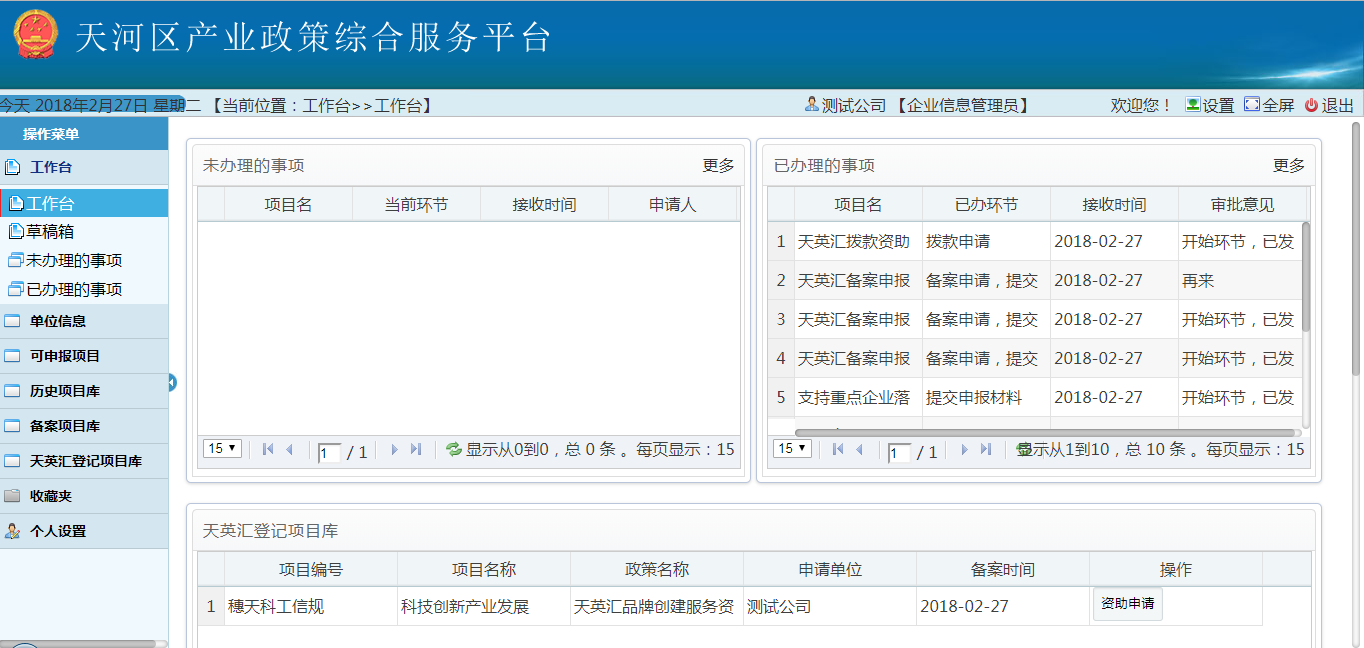 天河区产业政策综合服务平台
今天 2018年2月27日 星期二 【当前位置：工作台>>工作台】 测试公司 【企业信息管理员】 欢迎您！ 设置 全屏 退出
操作菜单
工作台
工作台
草稿箱
未办理的事项
已办理的事项
单位信息
可申报项目
历史项目库
备案项目库
天英汇登记项目库
收藏夹
个人设置
未办理的事项 更多
项目名 当前环节 接收时间 申请人
15 1 / 1 显示从0到0，总 0 条 。每页显示：15
已办理的事项 更多
项目名 已办环节 接收时间 审批意见
1 天英汇拨款资助 拨款申请 2018-02-27 开始环节，已发
2 天英汇备案申报 备案申请，提交 2018-02-27 再来
3 天英汇备案申报 备案申请，提交 2018-02-27 开始环节，已发
4 天英汇备案申报 备案申请，提交 2018-02-27 开始环节，已发
5 支持重点企业落 提交申报材料 2018-02-27 开始环节，已发
15 1 / 1 显示从1到10，总 10 条 。每页显示：15
天英汇登记项目库
项目编号 项目名称 政策名称 申请单位 备案时间 操作
1 穗天科工信规 科技创新产业发展 天英汇品牌创建服务资 测试公司 2018-02-27 资助申请